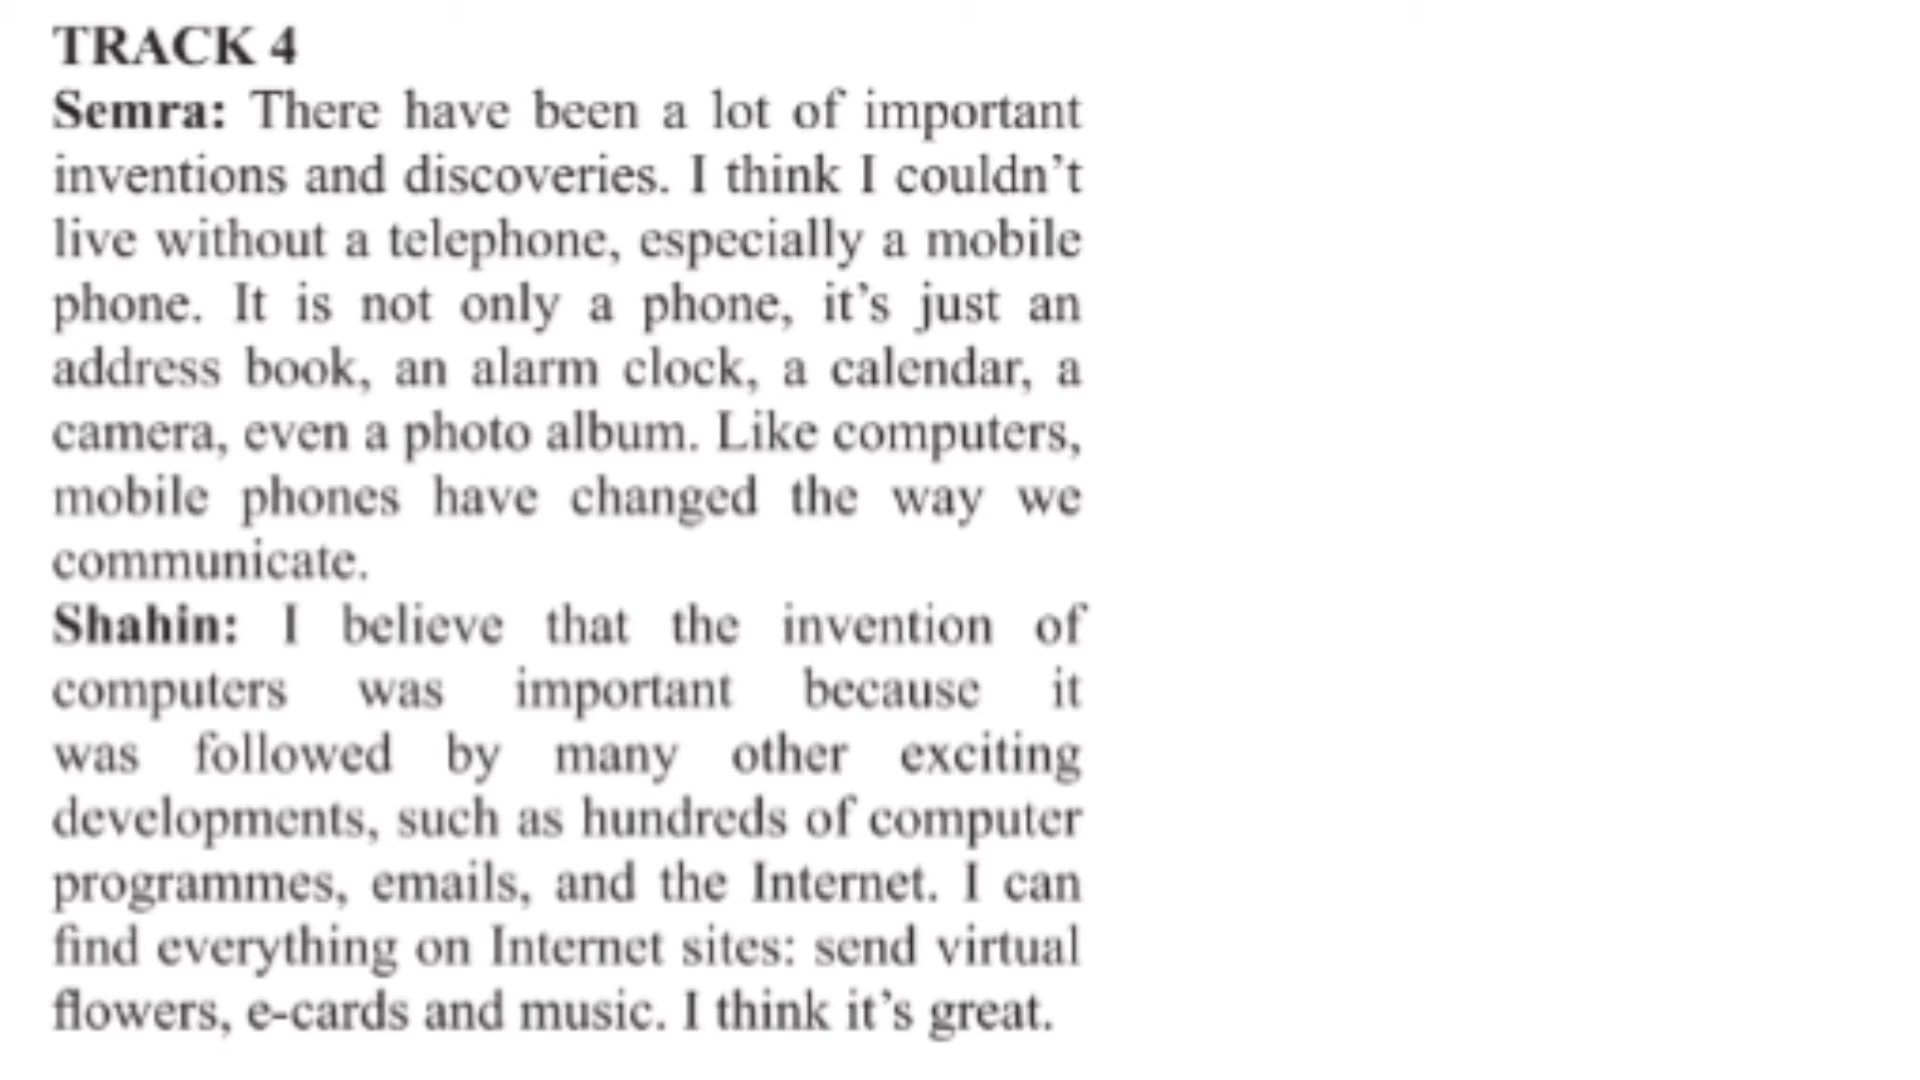 TRACK 4
Semra: There have been a lot of important
inventions and discoveries. I think I couldn't
live without a telephone, especially a mobile
phone. It is not only a phone, it's just an
address book, an alarm clock, a calendar, a
camera, even a photo album. Like computers,
mobile phones have changed the way we
communicate.
Shahin: I believe that the invention of
computers was important because it
was followed by many other exciting
developments, such as hundreds of computer
programmes, emails, and the Internet. I can
find everything on Internet sites: send virtual
flowers, e-cards and music. I think it's great.